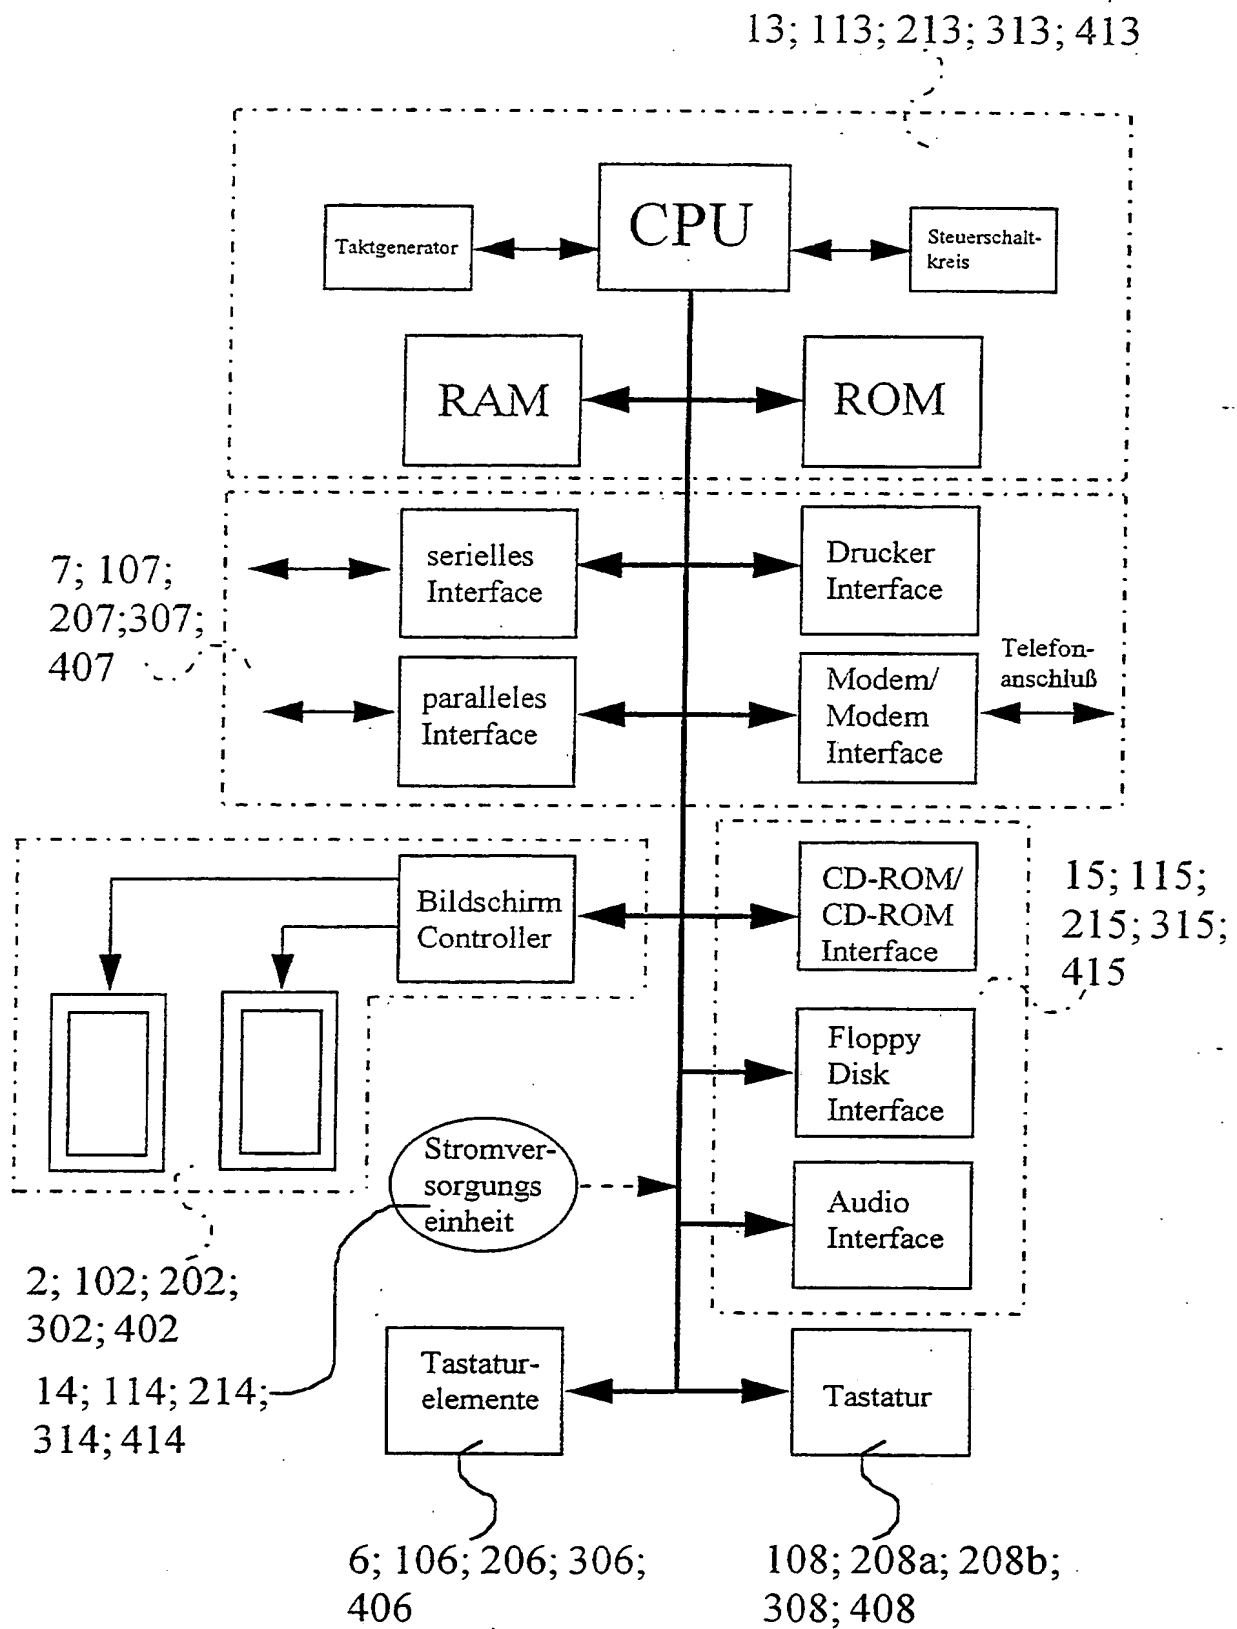 13; 113; 213; 313; 413
CPU
Taktgenerator
Steuerschalt-
kreis
RAM
ROM
7; 107;
207;307;
407
serielles
Interface
Drucker
Interface
paralleles
Interface
Modem/
Modem
Interface
Telefon-
anschluß
Bildschirm
Controller
CD-ROM/
CD-ROM
Interface
15; 115;
215; 315;
415
Floppy
Disk
Interface
Stromver-
sorgungs
einheit
Audio
Interface
2; 102; 202;
302; 402
14; 114; 214;
314; 414
Tastatur-
elemente
Tastatur
6; 106; 206; 306;
406
108; 208a; 208b;
308; 408